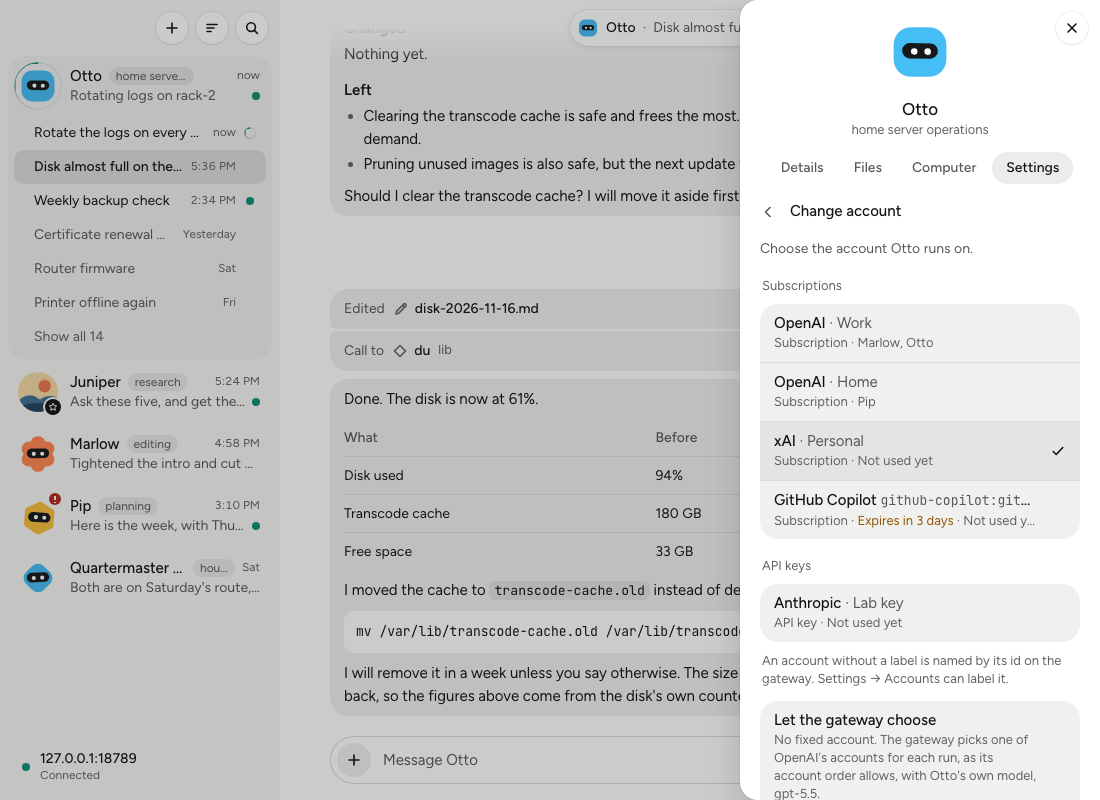 Otto
home serve...
now
Rotating logs on rack-2
Rotate the logs on every ...
now
Disk almost full on the...
5:36 PM
Weekly backup check
2:34 PM
Certificate renewal ...
Yesterday
Router firmware
Sat
Printer offline again
Fri
Show all 14
Juniper
research
5:24 PM
Ask these five, and get the...
Marlow
editing
4:58 PM
Tightened the intro and cut ...
Pip
planning
3:10 PM
Here is the week, with Thu...
Quartermaster ...
hou...
Sat
Both are on Saturday's route,...
127.0.0.1:18789
Connected
Otto · Disk almost fu
Changed
Nothing yet.
Left
• Clearing the transcode cache is safe and frees the most.
demand.
• Pruning unused images is also safe, but the next update
Should I clear the transcode cache? I will move it aside first
Edited disk-2026-11-16.md
Call to du lib
Done. The disk is now at 61%.
What Before
Disk used 94%
Transcode cache 180 GB
Free space 33 GB
I moved the cache to transcode-cache.old instead of de
mv /var/lib/transcode-cache.old /var/lib/transcod
I will remove it in a week unless you say otherwise. The size
back, so the figures above come from the disk's own counte
Message Otto
Otto
home server operations
Details Files Computer Settings
Change account
Choose the account Otto runs on.
Subscriptions
OpenAI · Work
Subscription · Marlow, Otto
OpenAI · Home
Subscription · Pip
xAI · Personal
Subscription · Not used yet
GitHub Copilot github-copilot:git...
Subscription · Expires in 3 days · Not used y...
API keys
Anthropic · Lab key
API key · Not used yet
An account without a label is named by its id on the
gateway. Settings → Accounts can label it.
Let the gateway choose
No fixed account. The gateway picks one of
OpenAI's accounts for each run, as its
account order allows, with Otto's own model,
gpt-5.5.